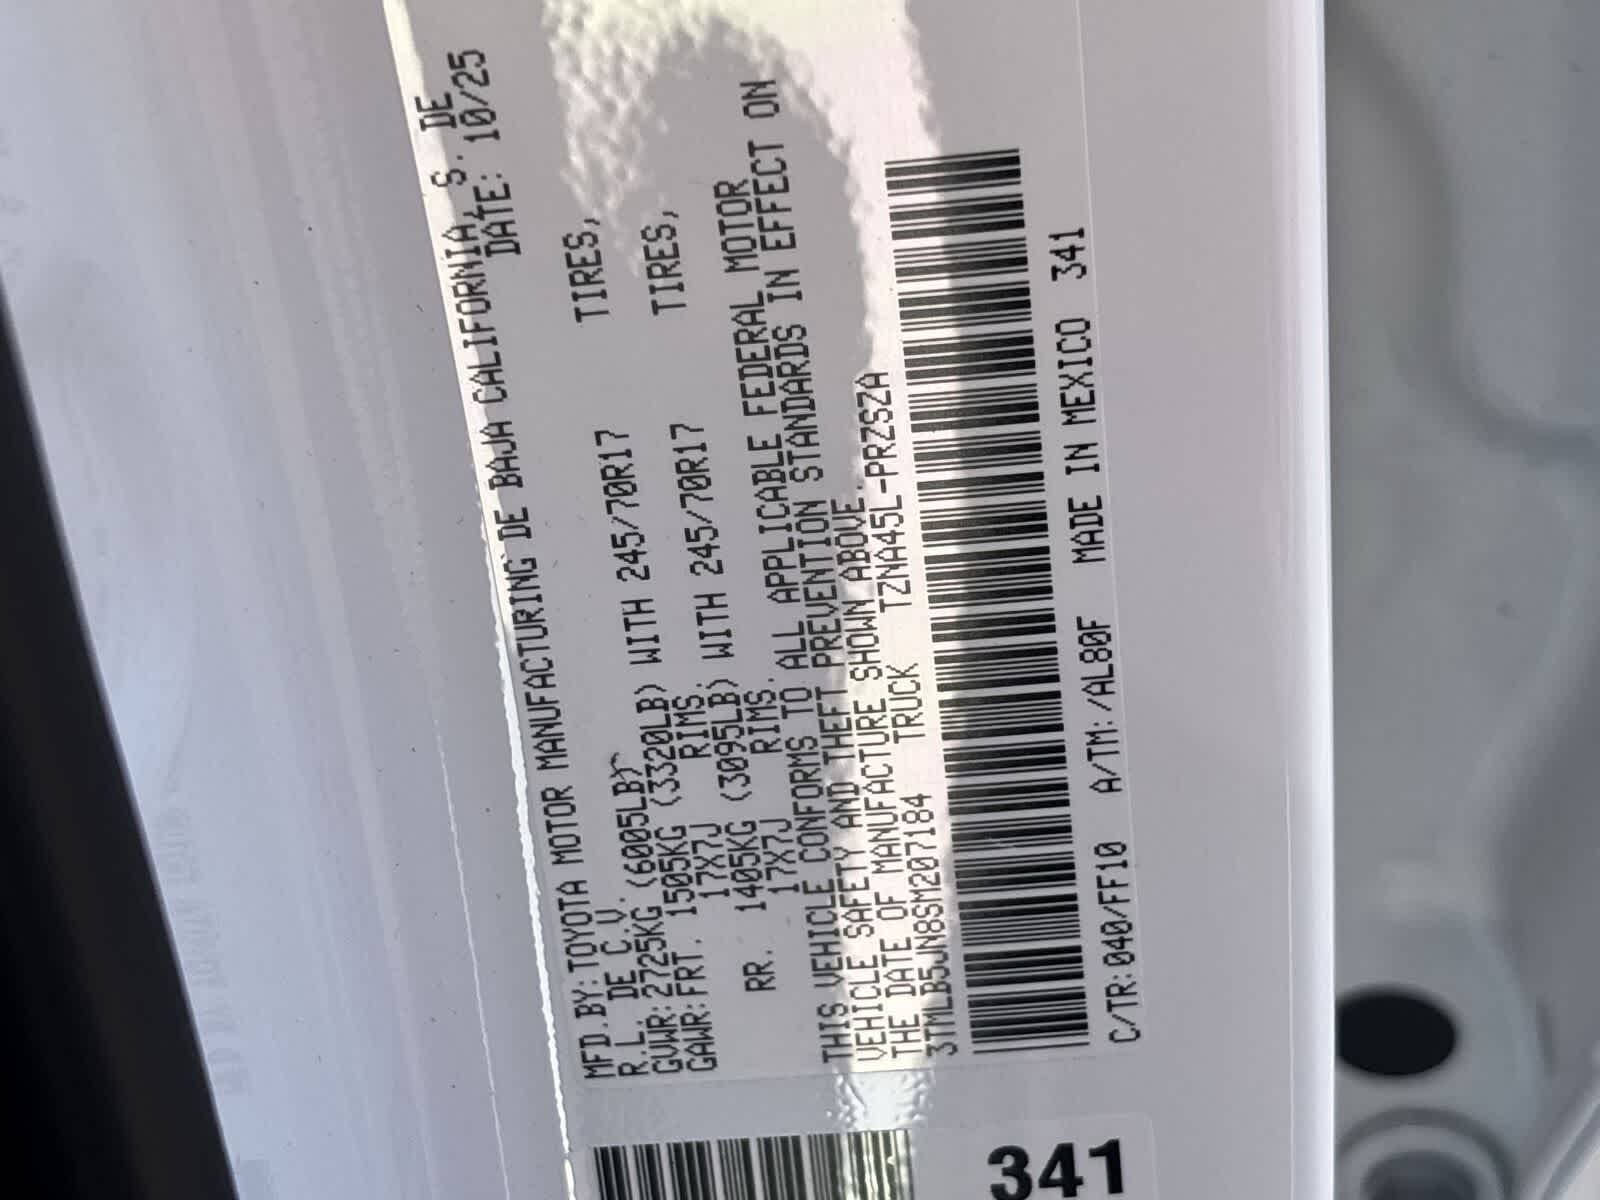 MFD.BY:TOYOTA MOTOR MANUFACTURING DE BAJA CALIFORNIA, S. DE
R.L. DE C.V. DATE: 10/25
GVWR:2725KG (6005LB)
GAWR:FRT. 1505KG (3320LB) WITH 245/70R17 TIRES,
17X7J RIMS.
RR. 1405KG (3095LB) WITH 245/70R17 TIRES,
17X7J RIMS.
THIS VEHICLE CONFORMS TO ALL APPLICABLE FEDERAL MOTOR
VEHICLE SAFETY AND THEFT PREVENTION STANDARDS IN EFFECT ON
THE DATE OF MANUFACTURE SHOWN ABOVE.
3TMLB5JN8SM207184 TRUCK TZNA45L-PRZSZA
C/TR:040/FF10 A/TM:/AL80F MADE IN MEXICO 341
341